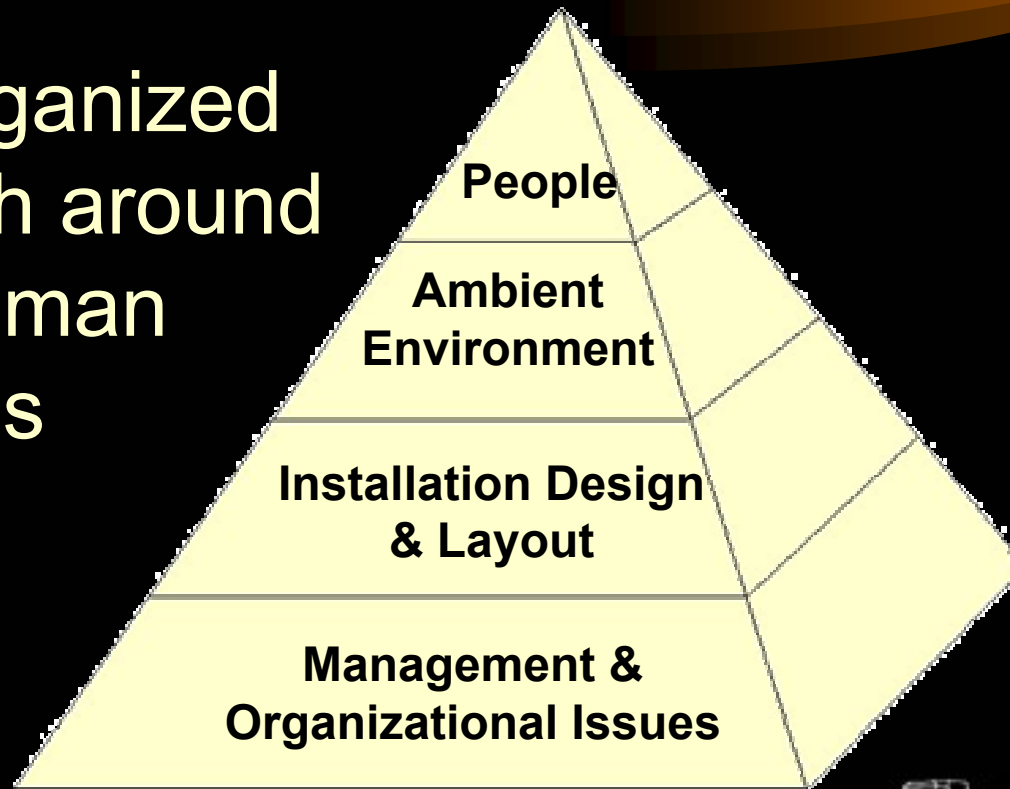 ganized
h around
man
s
People
Ambient
Environment
Installation Design
& Layout
Management &
Organizational Issues